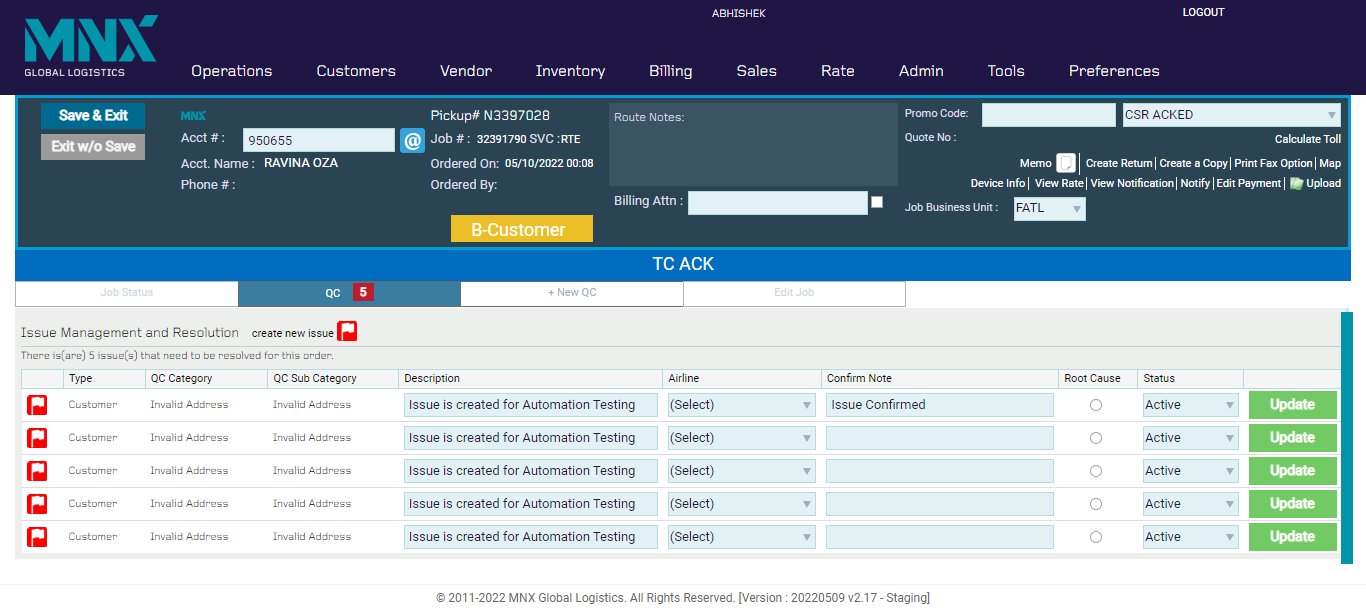 ABHISHEK LOGOUT
MNX
GLOBAL LOGISTICS
Operations Customers Vendor Inventory Billing Sales Rate Admin Tools Preferences
Save & Exit
Exit w/o Save
MNX
Acct # : 950655 @
Acct. Name : RAVINA OZA
Phone # :
Pickup# N3397028
Job # : 32391790 SVC :RTE
Ordered On: 05/10/2022 00:08
Ordered By:
B-Customer
Route Notes:
Billing Attn :
Promo Code: CSR ACKED
Quote No : Calculate Toll
Memo | Create Return| Create a Copy| Print Fax Option | Map
Device Info | View Rate| View Notification | Notify | Edit Payment | Upload
Job Business Unit : FATL
TC ACK
Job Status QC 5 + New QC Edit Job
Issue Management and Resolution create new issue
There is(are) 5 issue(s) that need to be resolved for this order.
Type QC Category QC Sub Category Description Airline Confirm Note Root Cause Status
Customer Invalid Address Invalid Address Issue is created for Automation Testing (Select) Issue Confirmed Active Update
Customer Invalid Address Invalid Address Issue is created for Automation Testing (Select) Active Update
Customer Invalid Address Invalid Address Issue is created for Automation Testing (Select) Active Update
Customer Invalid Address Invalid Address Issue is created for Automation Testing (Select) Active Update
Customer Invalid Address Invalid Address Issue is created for Automation Testing (Select) Active Update
© 2011-2022 MNX Global Logistics. All Rights Reserved. [Version : 20220509 v2.17 - Staging]